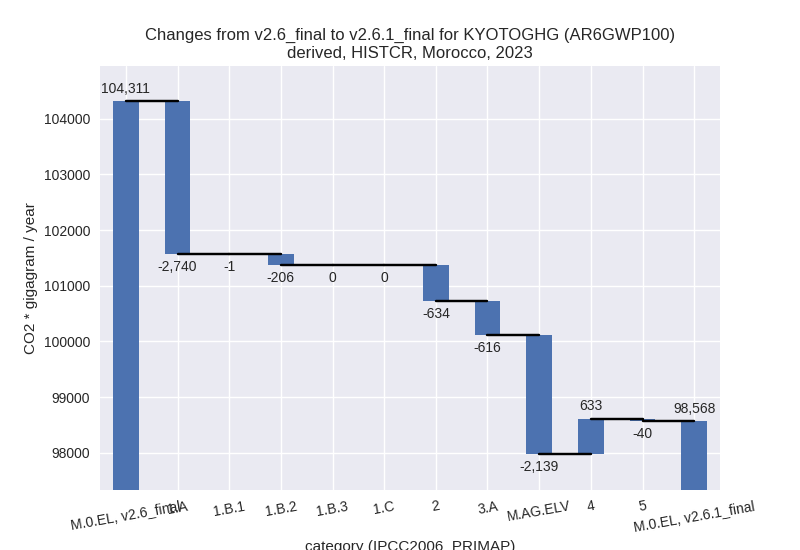 Changes from v2.6_final to v2.6.1_final for KYOTOGHG (AR6GWP100)
derived, HISTCR, Morocco, 2023
CO2 * gigagram / year
104000
103000
102000
101000
100000
99000
98000
104,311
-2,740
-1
-206
0
0
-634
-616
-2,139
633
-40
98,568
M.0.EL, v2.6_final
1.A
1.B.1
1.B.2
1.B.3
1.C
2
3.A
M.AG.ELV
4
5
M.0.EL, v2.6.1_final
category (IPCC2006_PRIMAP)